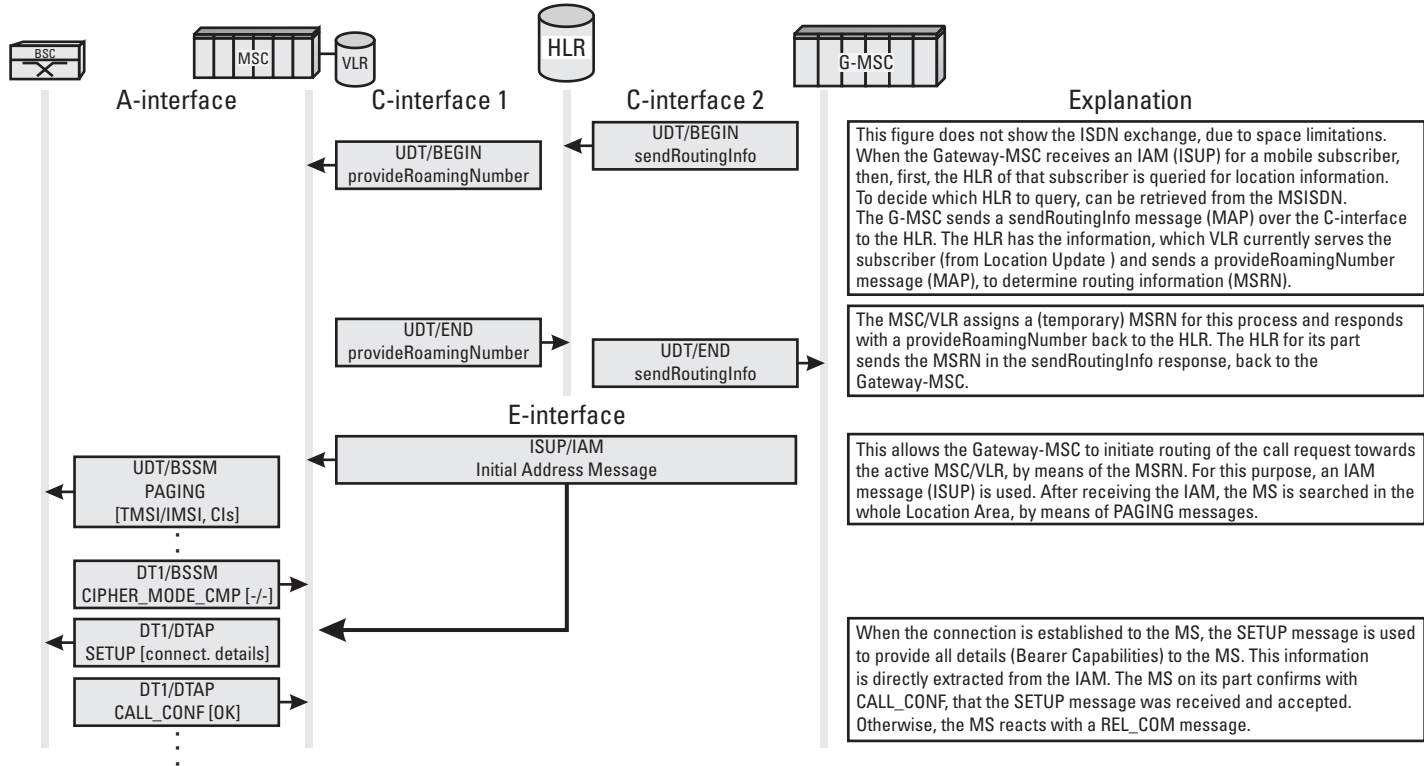 BSC
MSC
VLR
HLR
G-MSC
A-interface
C-interface 1
C-interface 2
Explanation
UDT/BEGIN
sendRoutingInfo
UDT/BEGIN
provideRoamingNumber
This figure does not show the ISDN exchange, due to space limitations.
When the Gateway-MSC receives an IAM (ISUP) for a mobile subscriber,
then, first, the HLR of that subscriber is queried for location information.
To decide which HLR to query, can be retrieved from the MSISDN.
The G-MSC sends a sendRoutingInfo message (MAP) over the C-interface
to the HLR. The HLR has the information, which VLR currently serves the
subscriber (from Location Update ) and sends a provideRoamingNumber
message (MAP), to determine routing information (MSRN).
UDT/END
provideRoamingNumber
UDT/END
sendRoutingInfo
The MSC/VLR assigns a (temporary) MSRN for this process and responds
with a provideRoamingNumber back to the HLR. The HLR for its part
sends the MSRN in the sendRoutingInfo response, back to the
Gateway-MSC.
E-interface
ISUP/IAM
Initial Address Message
This allows the Gateway-MSC to initiate routing of the call request towards
the active MSC/VLR, by means of the MSRN. For this purpose, an IAM
message (ISUP) is used. After receiving the IAM, the MS is searched in the
whole Location Area, by means of PAGING messages.
UDT/BSSM
PAGING
[TMSI/IMSI, CIs]
DT1/BSSM
CIPHER_MODE_CMP [-/-]
DT1/DTAP
SETUP [connect. details]
DT1/DTAP
CALL_CONF [OK]
When the connection is established to the MS, the SETUP message is used
to provide all details (Bearer Capabilities) to the MS. This information
is directly extracted from the IAM. The MS on its part confirms with
CALL_CONF, that the SETUP message was received and accepted.
Otherwise, the MS reacts with a REL_COM message.